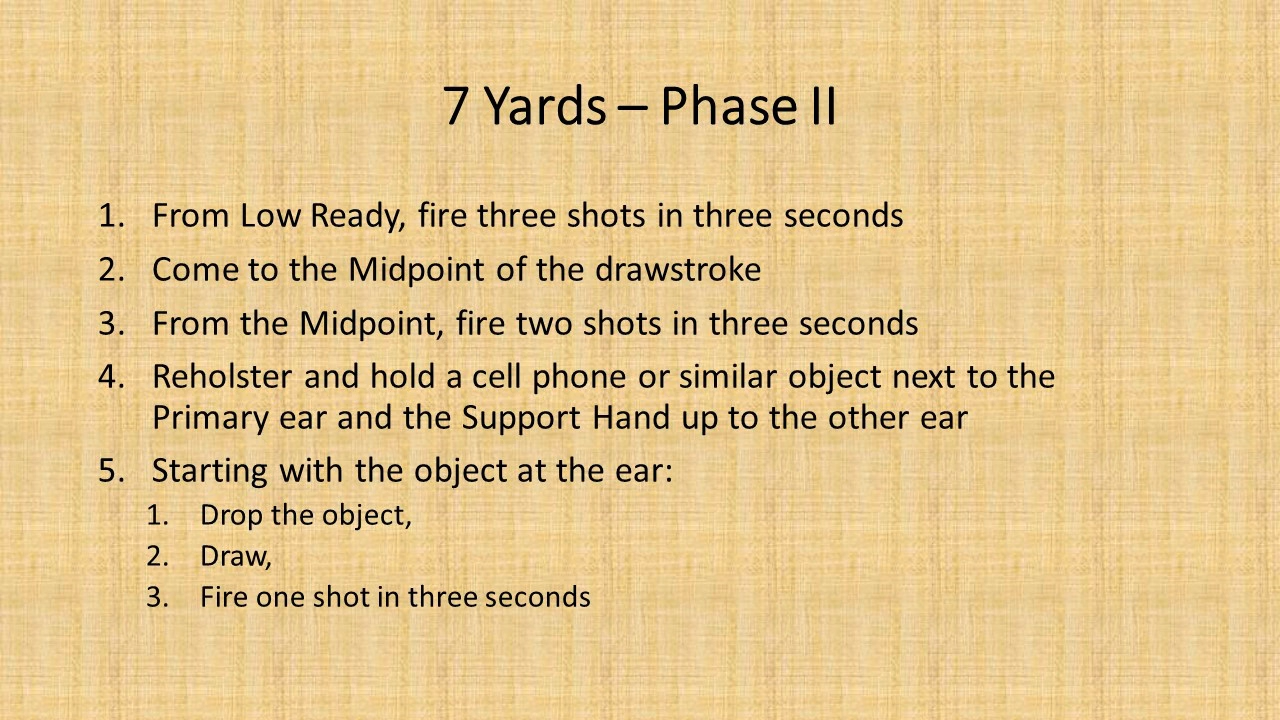 7 Yards – Phase II
1. From Low Ready, fire three shots in three seconds
2. Come to the Midpoint of the drawstroke
3. From the Midpoint, fire two shots in three seconds
4. Reholster and hold a cell phone or similar object next to the
Primary ear and the Support Hand up to the other ear
5. Starting with the object at the ear:
1. Drop the object,
2. Draw,
3. Fire one shot in three seconds